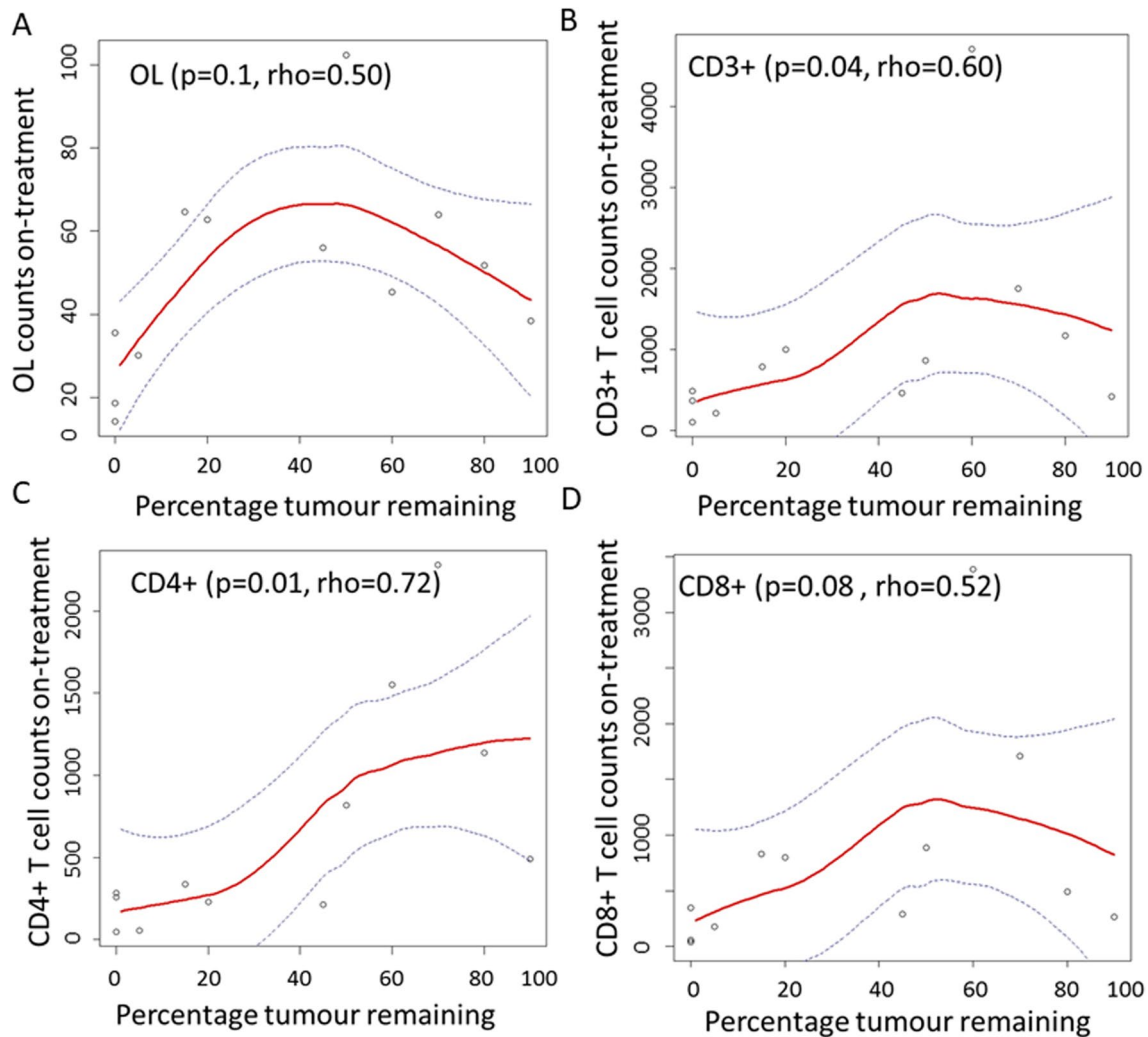 A
OL (p=0.1, rho=0.50)
OL counts on-treatment
0 20 40 60 80 100
0 20 40 60 80 100
Percentage tumour remaining
B
CD3+ (p=0.04, rho=0.60)
CD3+ T cell counts on-treatment
0 1000 2000 3000 4000
0 20 40 60 80 100
Percentage tumour remaining
C
CD4+ (p=0.01, rho=0.72)
CD4+ T cell counts on-treatment
0 500 1000 1500 2000
0 20 40 60 80 100
Percentage tumour remaining
D
CD8+ (p=0.08 , rho=0.52)
CD8+ T cell counts on-treatment
0 1000 2000 3000
0 20 40 60 80 100
Percentage tumour remaining